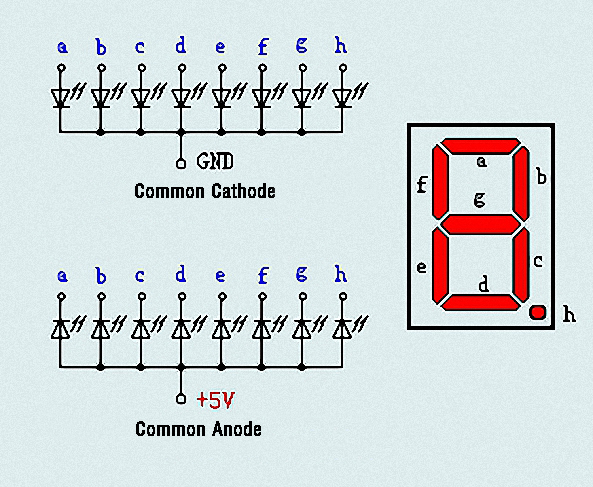 a b c d e f g h
GND
Common Cathode
a b c d e f g h
+5V
Common Anode
a
f
b
g
e
c
d
h